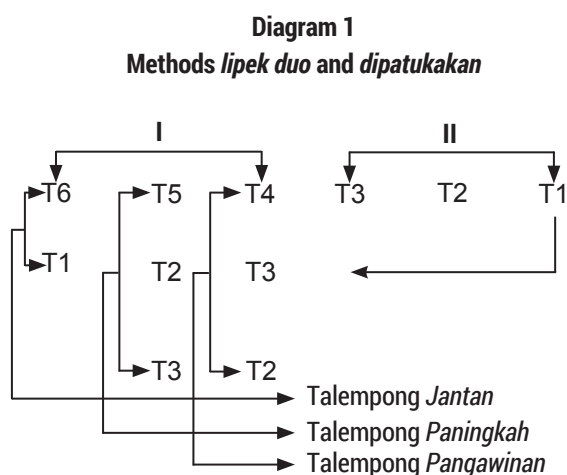 Diagram 1
Methods lipek duo and dipatukakan
I II
T6 T5 T4 T3 T2 T1
T1 T2 T3
T3 T2
Talempong Jantan
Talempong Paningkah
Talempong Pangawinan